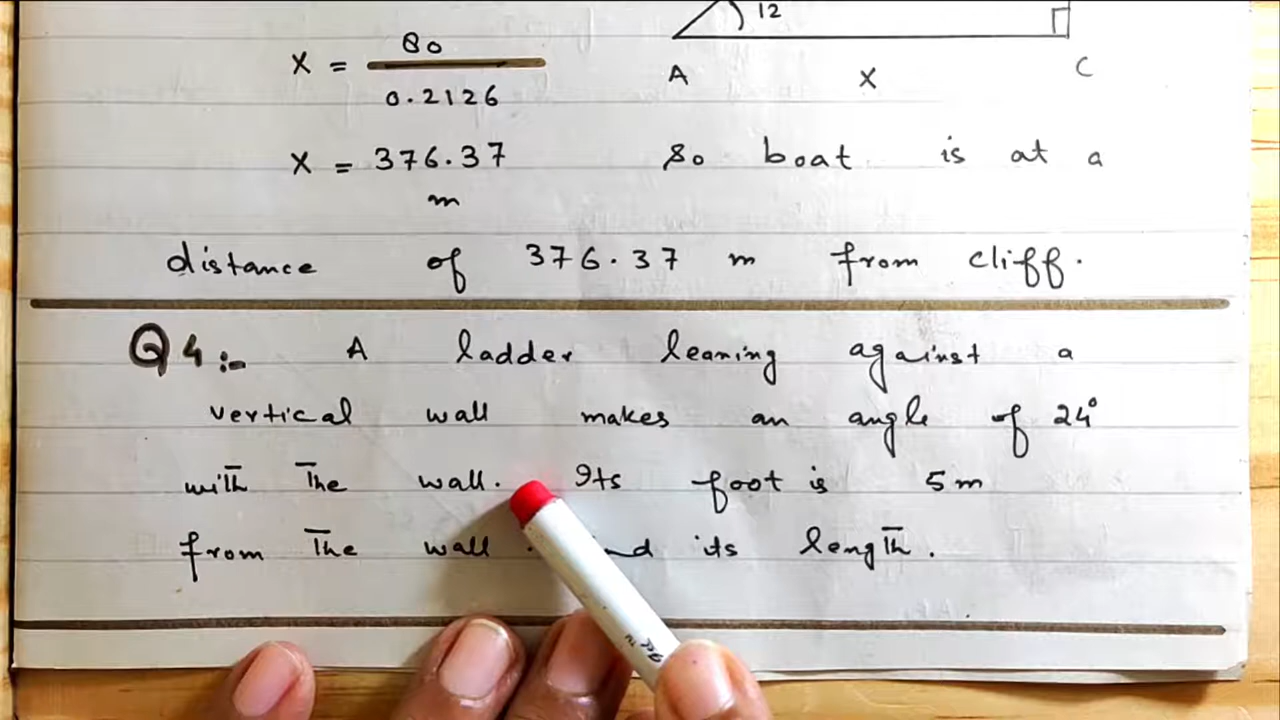 12
X = 80
0.2126
A X C
X = 376.37
m
So boat is at a
distance of 376.37 m from cliff.
Q4:- A ladder leaning against a
vertical wall makes an angle of 24°
with The wall. Its foot is 5m
from The wall. its length.